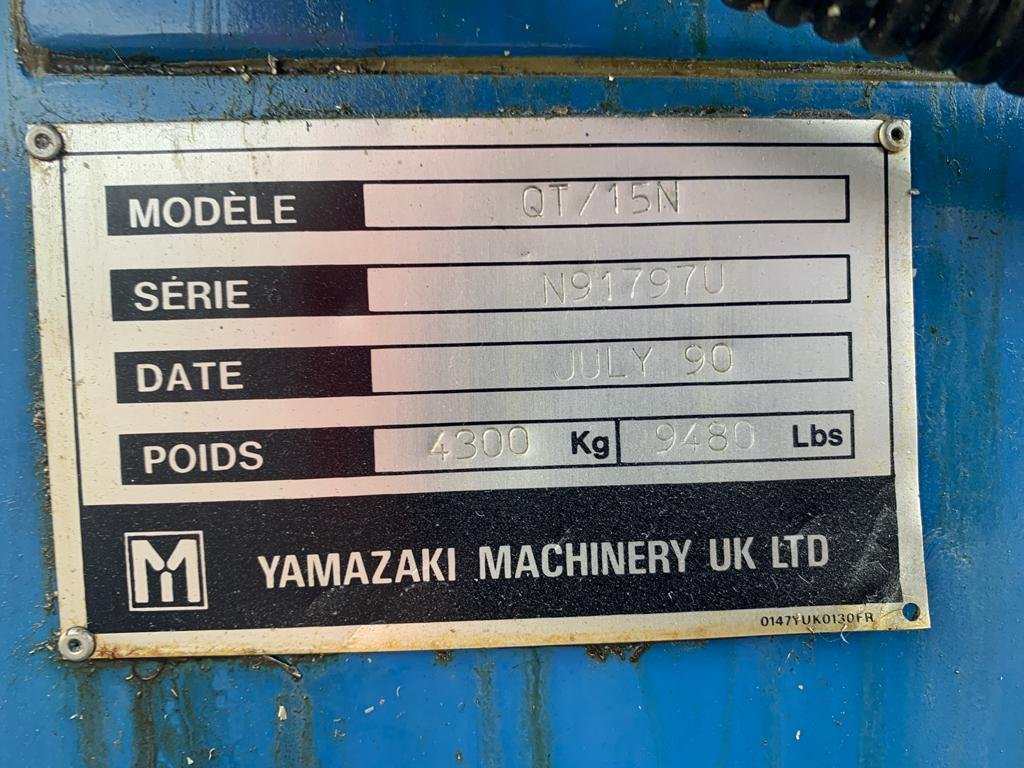 MODÈLE QT/15N
SÉRIE N91797U
DATE JULY 90
POIDS 4300 Kg 9480 Lbs
M YAMAZAKI MACHINERY UK LTD
0147YUK0130FR